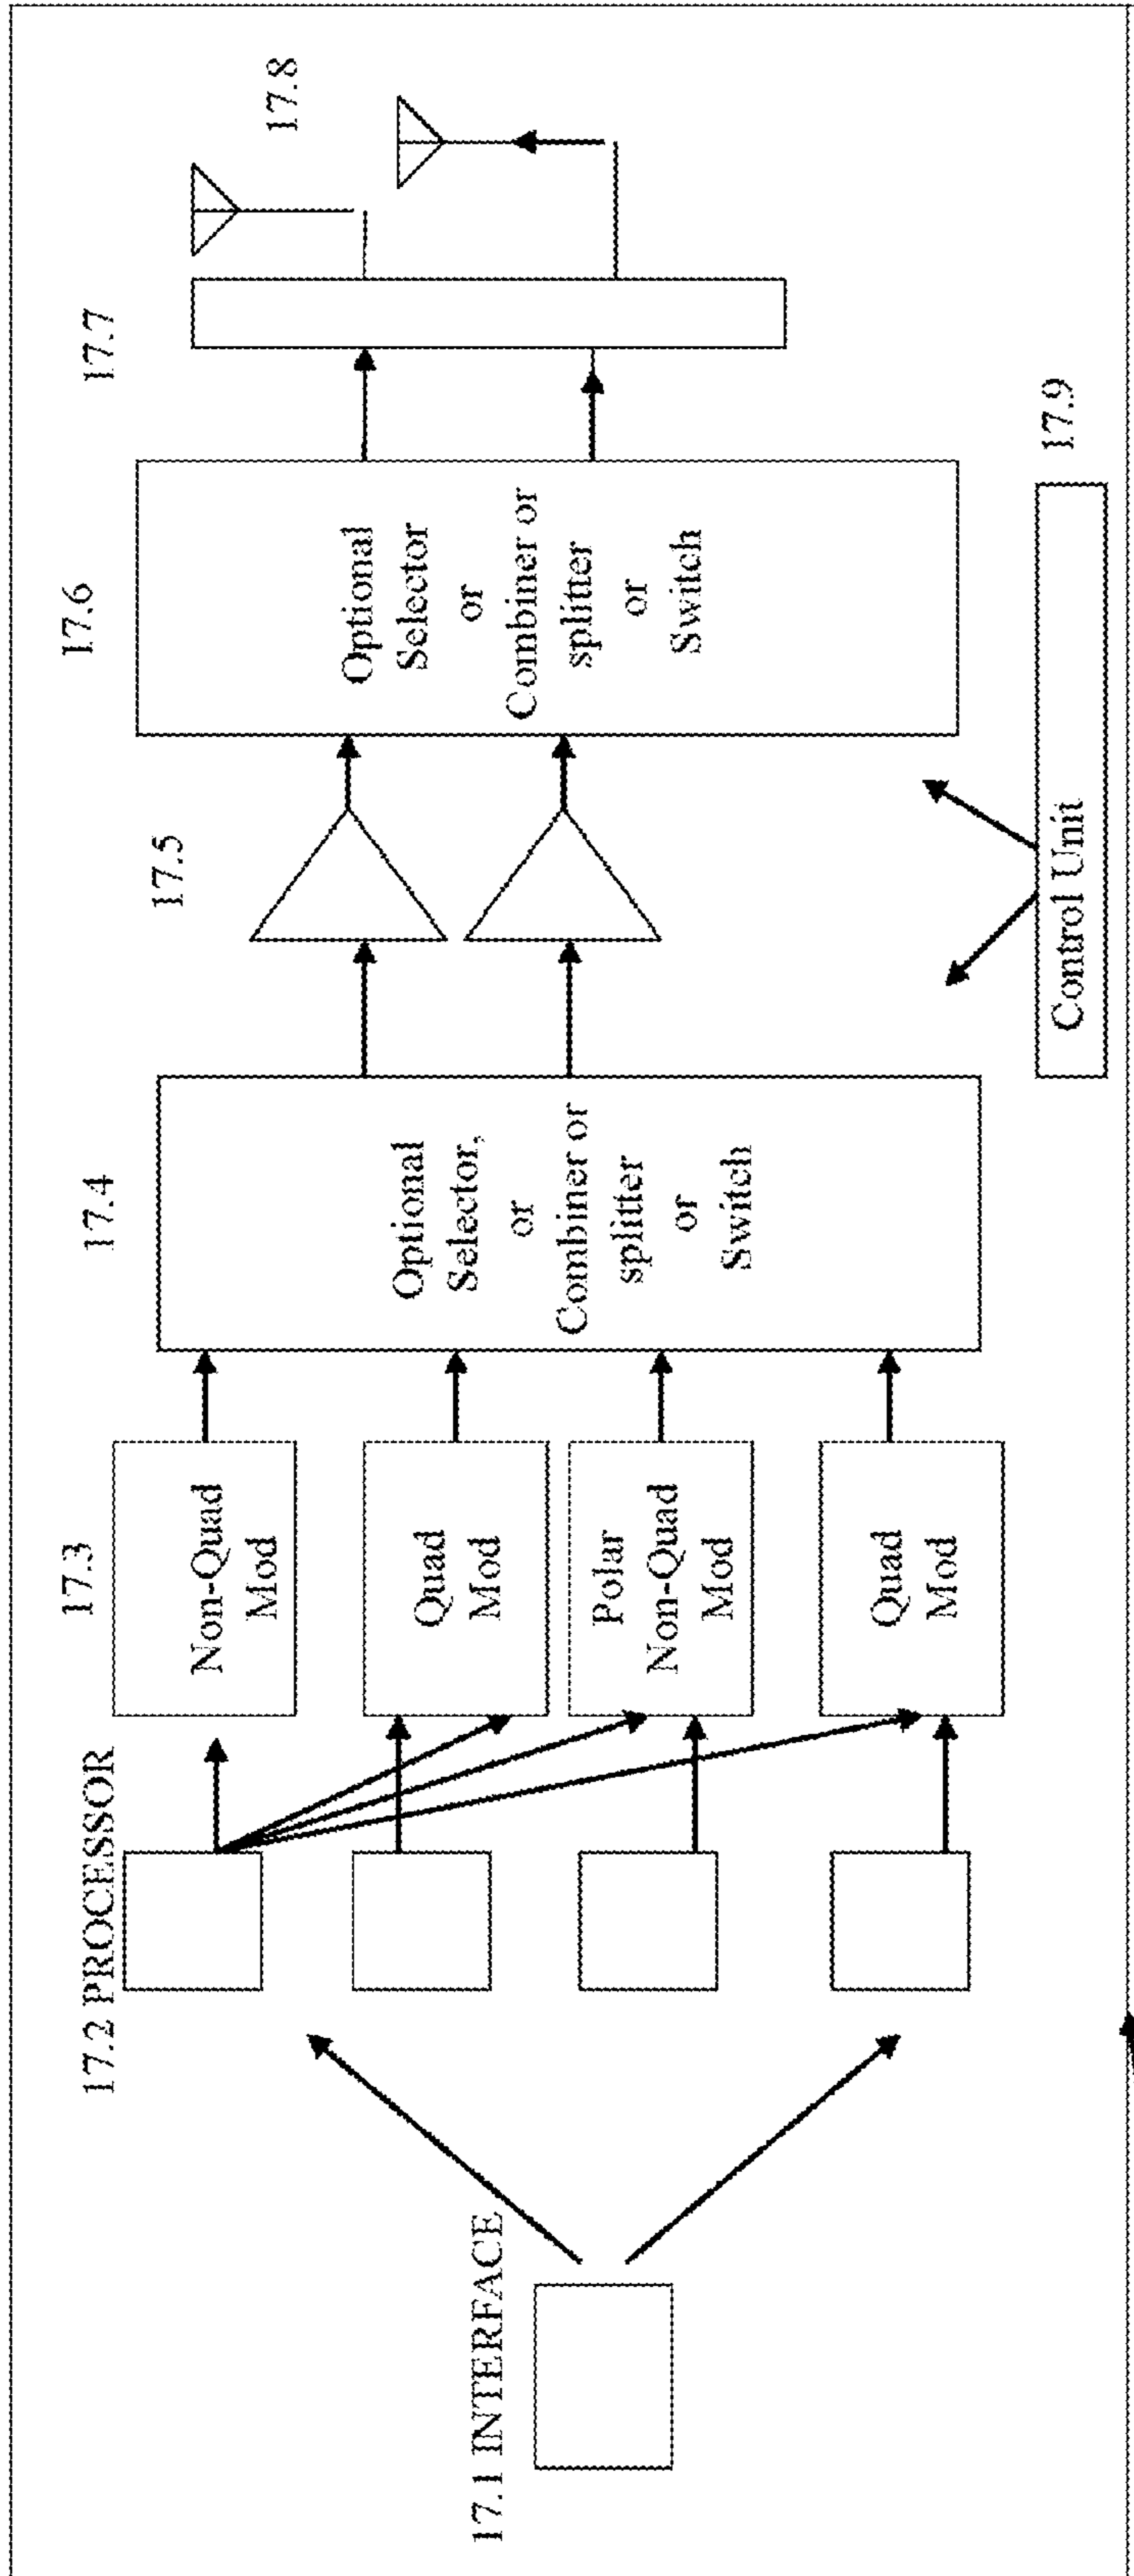 17.1 INTERFACE
17.2 PROCESSOR
17.3
Non-Quad
Mod
Quad
Mod
Polar
Non-Quad
Mod
Quad
Mod
17.4
Optional
Selector,
or
Combiner or
splitter
or
Switch
17.5
17.6
Optional
Selector
or
Combiner or
splitter
or
Switch
17.7
17.8
Control Unit
17.9